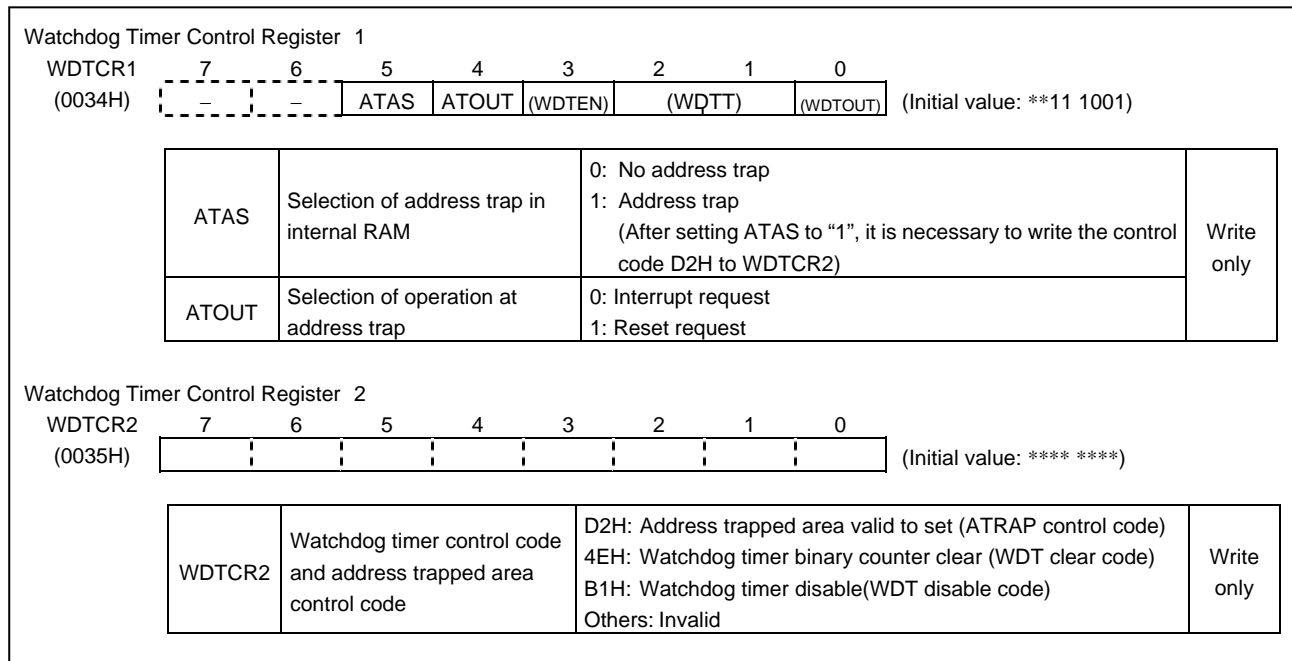 Watchdog Timer Control Register 1
WDTCR1 7 6 5 4 3 2 1 0
(0034H) – – ATAS ATOUT (WDTEN) (WDTT) (WDTOUT) (Initial value: **11 1001)
ATAS
Selection of address trap in
internal RAM
0: No address trap
1: Address trap
(After setting ATAS to “1”, it is necessary to write the control
code D2H to WDTCR2)
Write
only
ATOUT
Selection of operation at
address trap
0: Interrupt request
1: Reset request
Watchdog Timer Control Register 2
WDTCR2 7 6 5 4 3 2 1 0
(0035H) (Initial value: **** ****)
WDTCR2
Watchdog timer control code
and address trapped area
control code
D2H: Address trapped area valid to set (ATRAP control code)
4EH: Watchdog timer binary counter clear (WDT clear code)
B1H: Watchdog timer disable(WDT disable code)
Others: Invalid
Write
only